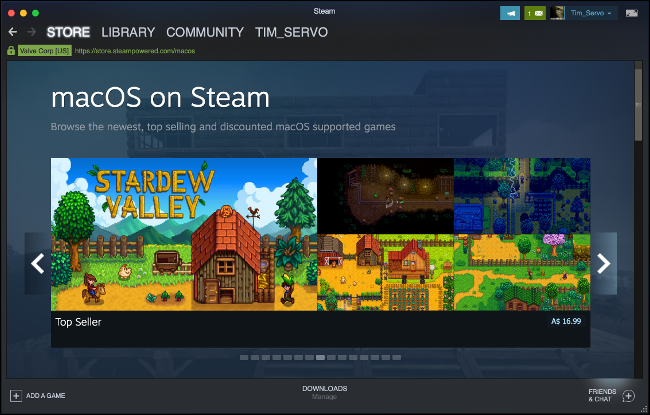 Steam
1
Tim_Servo
STORE LIBRARY COMMUNITY TIM_SERVO
Valve Corp [US] https://store.steampowered.com/macos
macOS on Steam
Browse the newest, top selling and discounted macOS supported games
STARDEW
VALLEY
Top Seller A$ 16.99
ADD A GAME
DOWNLOADS
Manage
FRIENDS
& CHAT